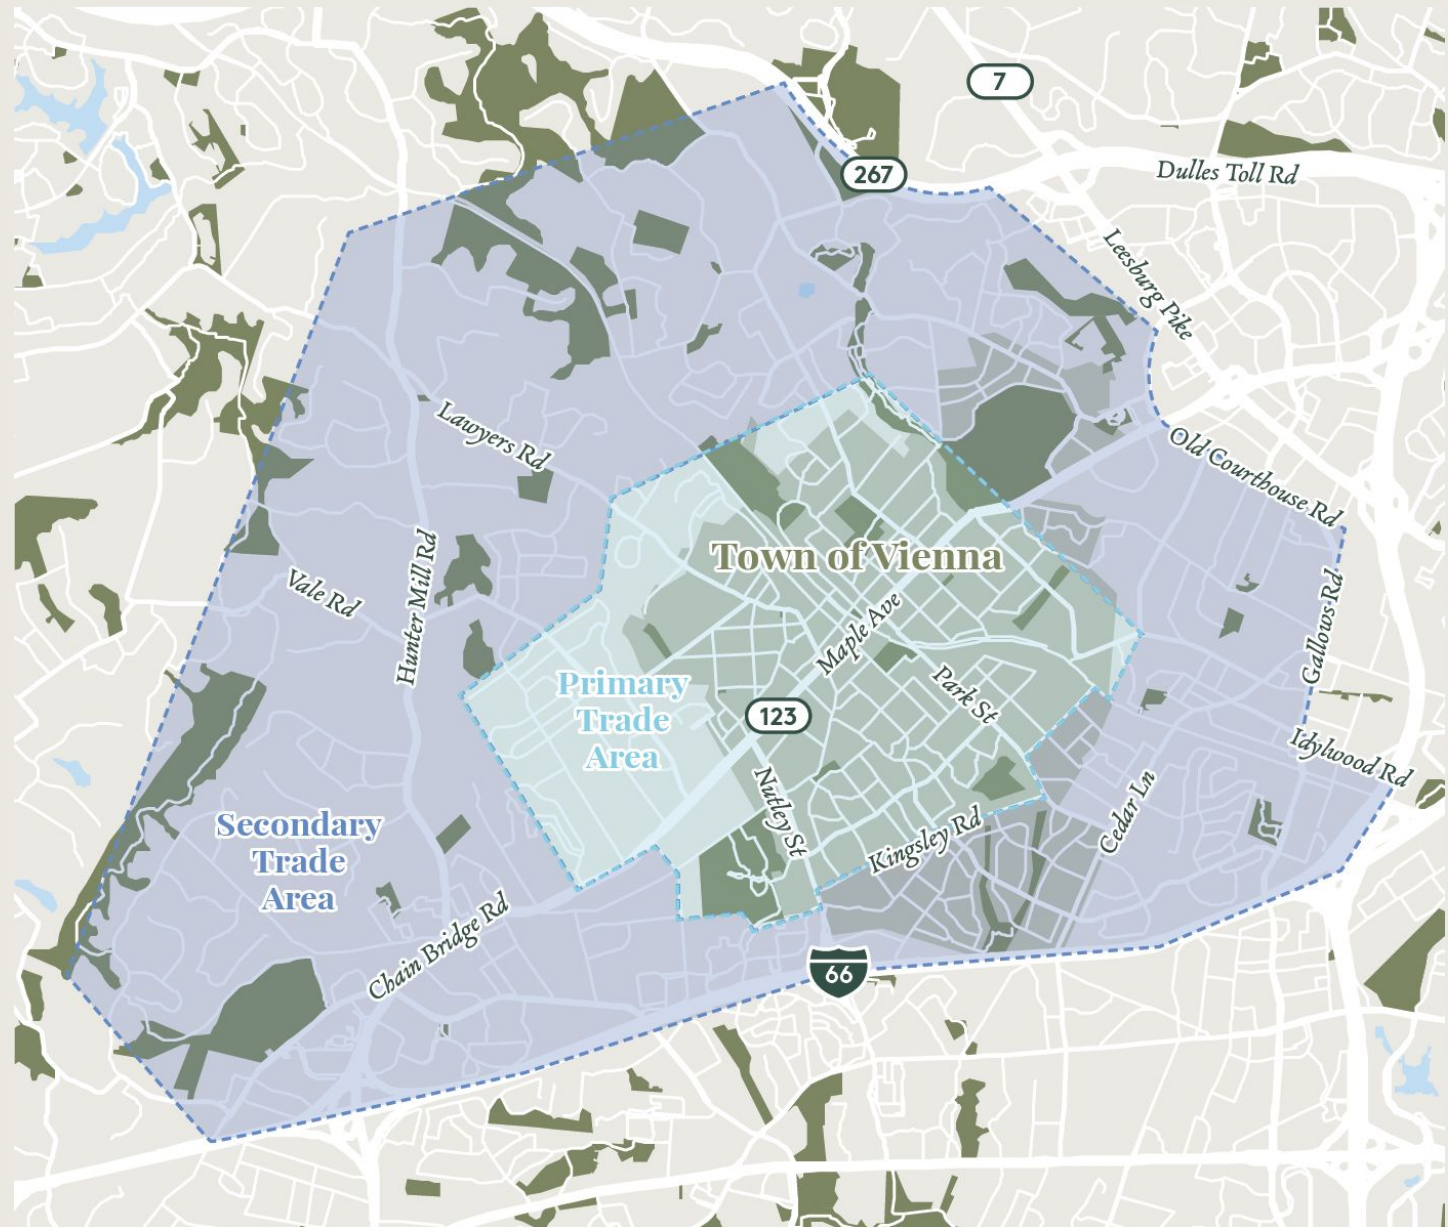 7
267
Dulles Toll Rd
Leesburg Pike
Lawyers Rd
Old Courthouse Rd
Town of Vienna
Vale Rd
Hunter Mill Rd
Maple Ave
Gallows Rd
Primary
Trade
Area
Park St
123
Idylwood Rd
Nutley St
Cedar Ln
Secondary
Trade
Area
Kingsley Rd
Chain Bridge Rd
66